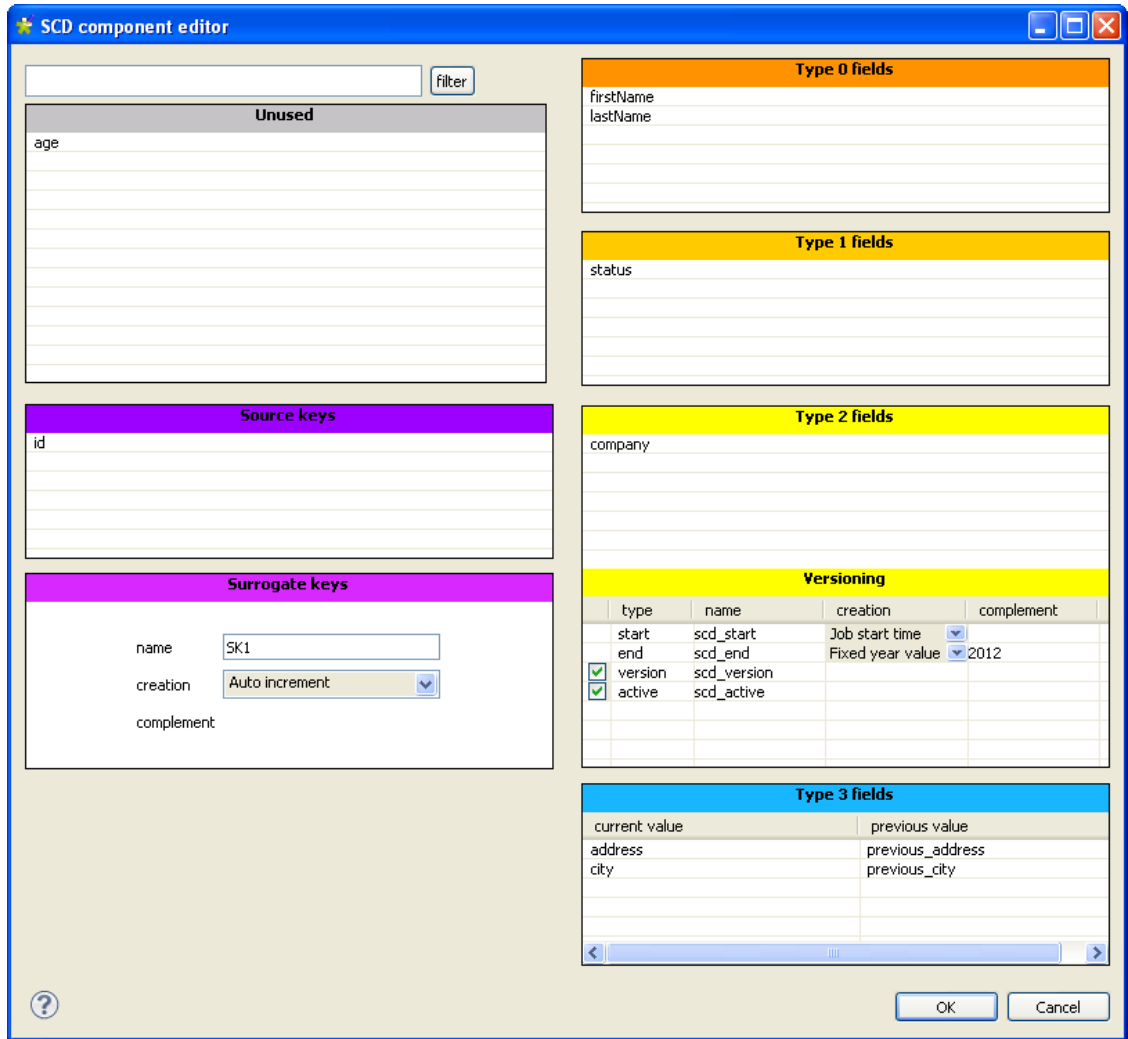 SCD component editor
filter
Unused
age
Source keys
id
Surrogate keys
name SK1
creation Auto increment
complement
Type 0 fields
firstName
lastName
Type 1 fields
status
Type 2 fields
company
Versioning
type name creation complement
start scd_start Job start time
end scd_end Fixed year value 2012
version scd_version
active scd_active
Type 3 fields
current value previous value
address previous_address
city previous_city
?
OK Cancel